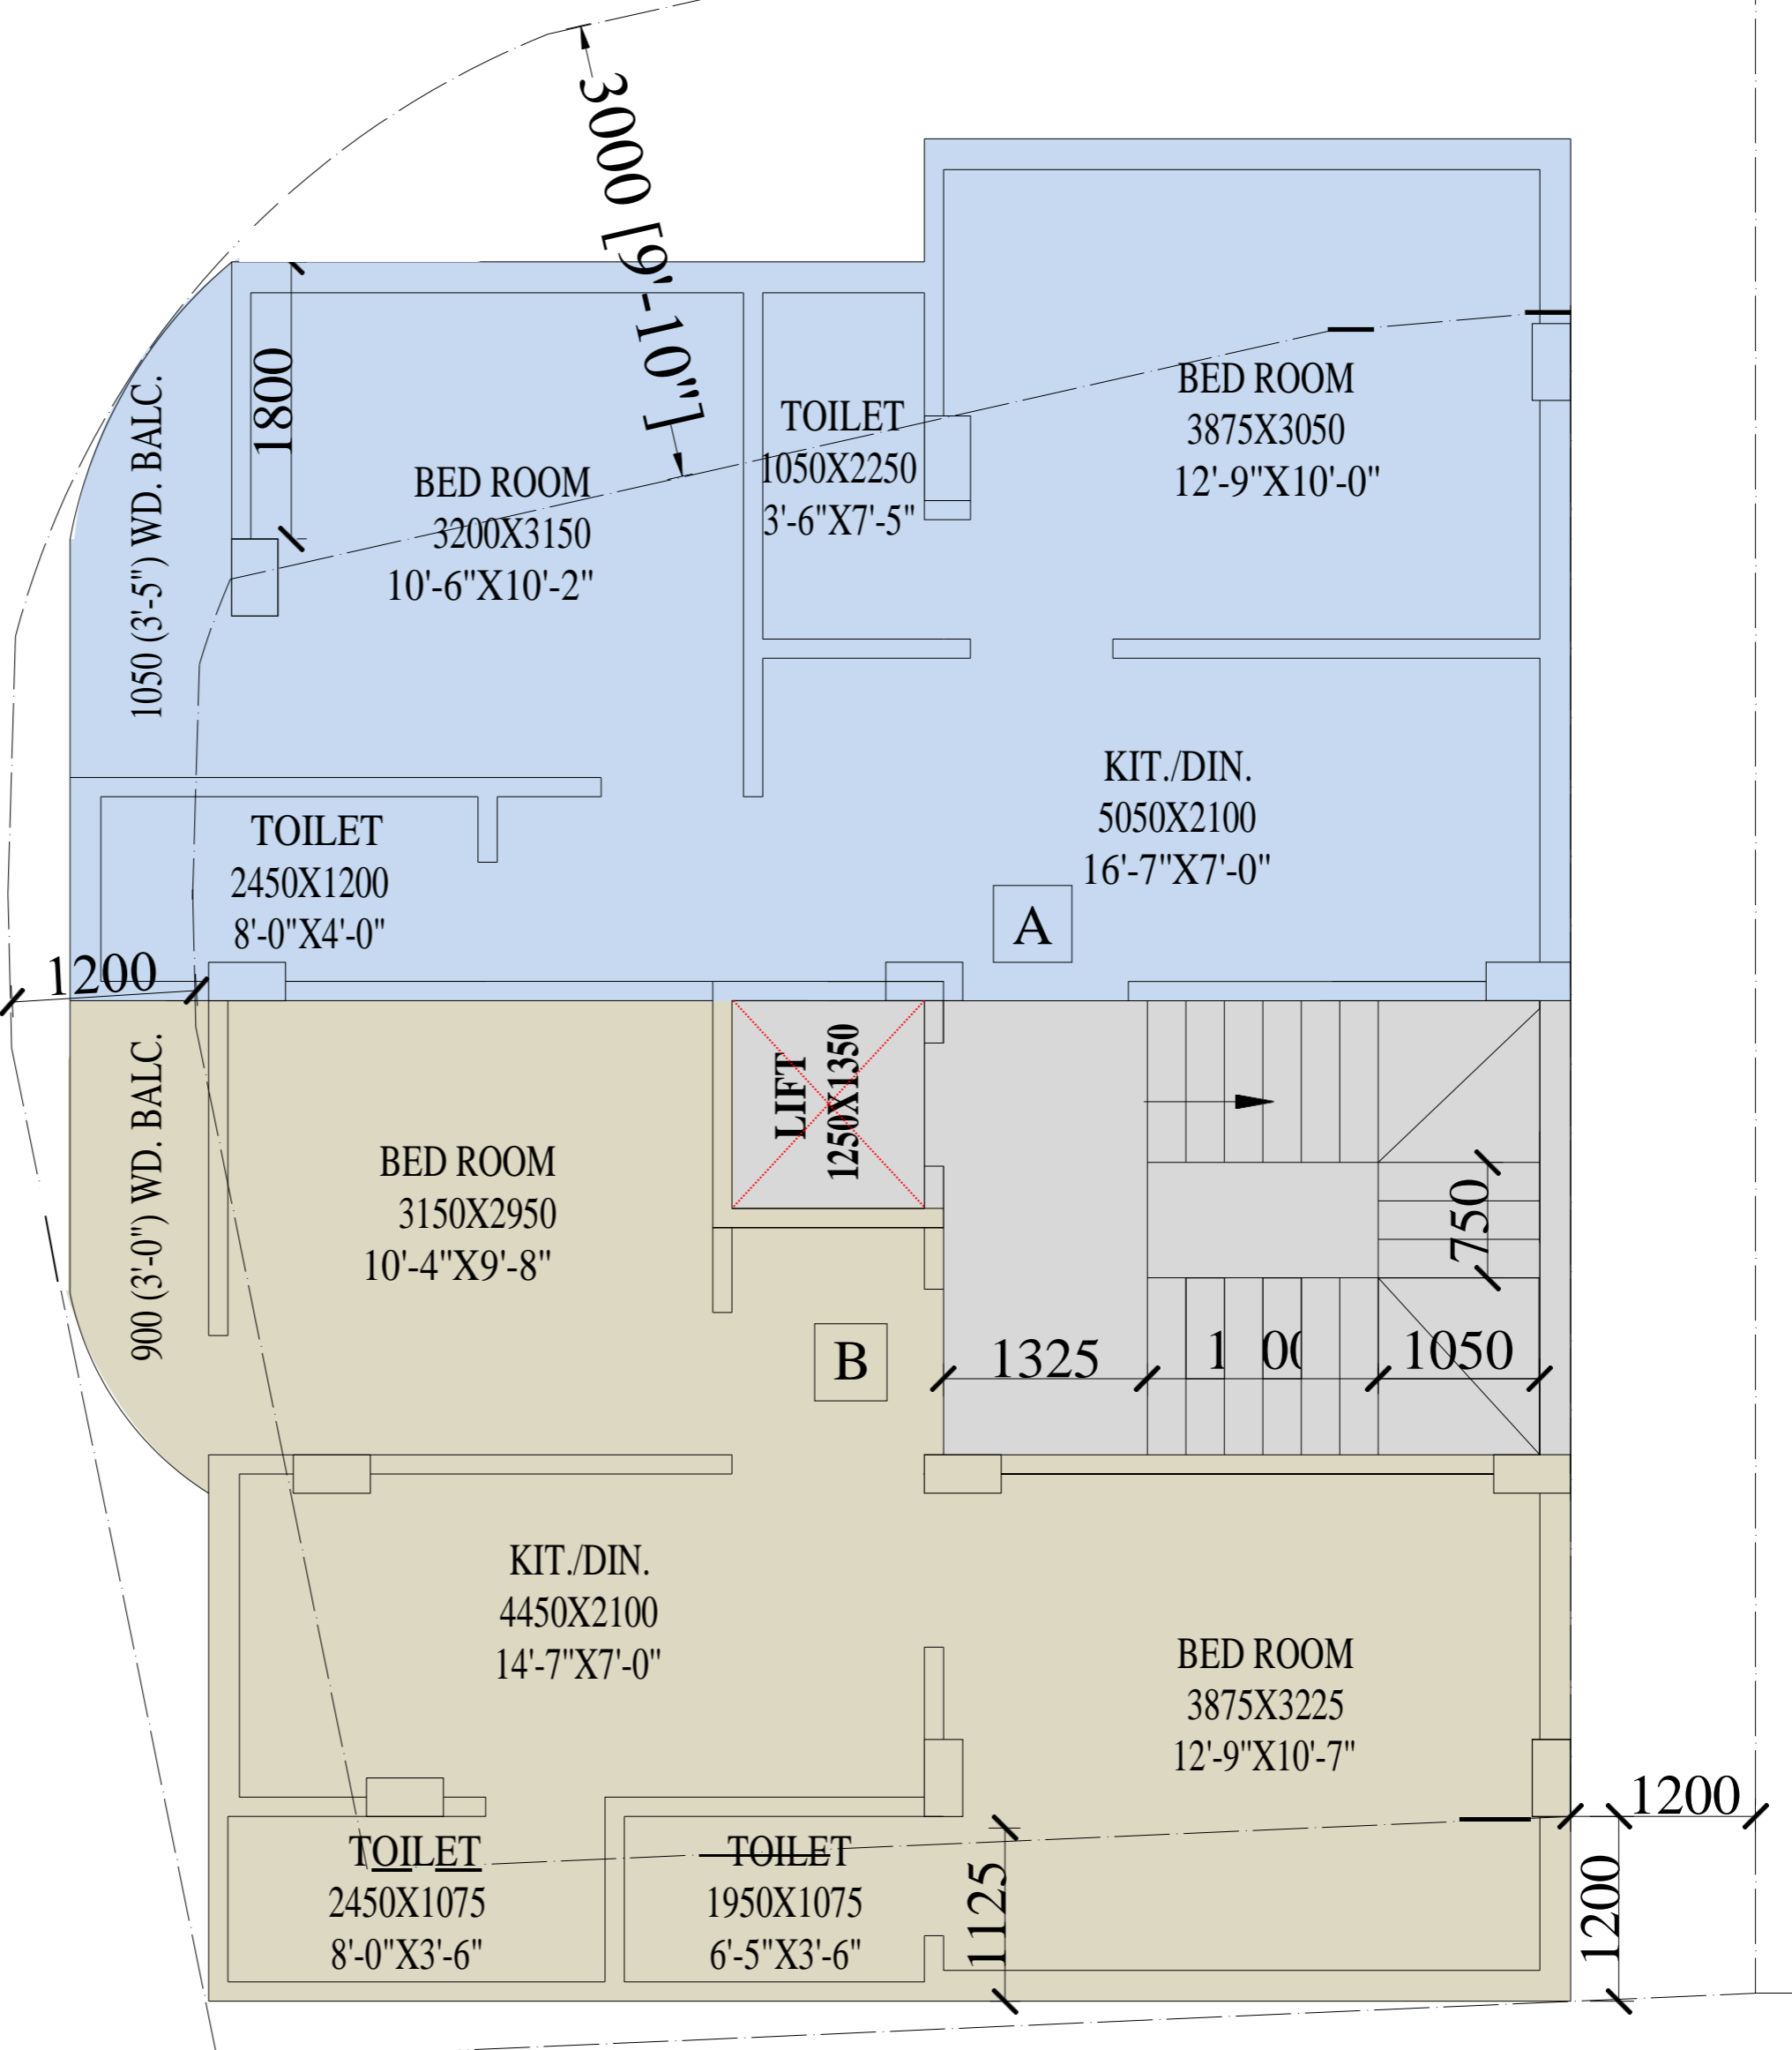 3000 [9'-10"]
1800
1050 (3'-5") WD. BALC.
BED ROOM
3200X3150
10'-6"X10'-2"
TOILET
1050X2250
3'-6"X7'-5"
BED ROOM
3875X3050
12'-9"X10'-0"
KIT./DIN.
5050X2100
16'-7"X7'-0"
TOILET
2450X1200
8'-0"X4'-0"
A
1200
900 (3'-0") WD. BALC.
BED ROOM
3150X2950
10'-4"X9'-8"
LIFT
1250X1350
750
B
1325
1050
KIT./DIN.
4450X2100
14'-7"X7'-0"
BED ROOM
3875X3225
12'-9"X10'-7"
TOILET
2450X1075
8'-0"X3'-6"
TOILET
1950X1075
6'-5"X3'-6"
1125
1200
1200